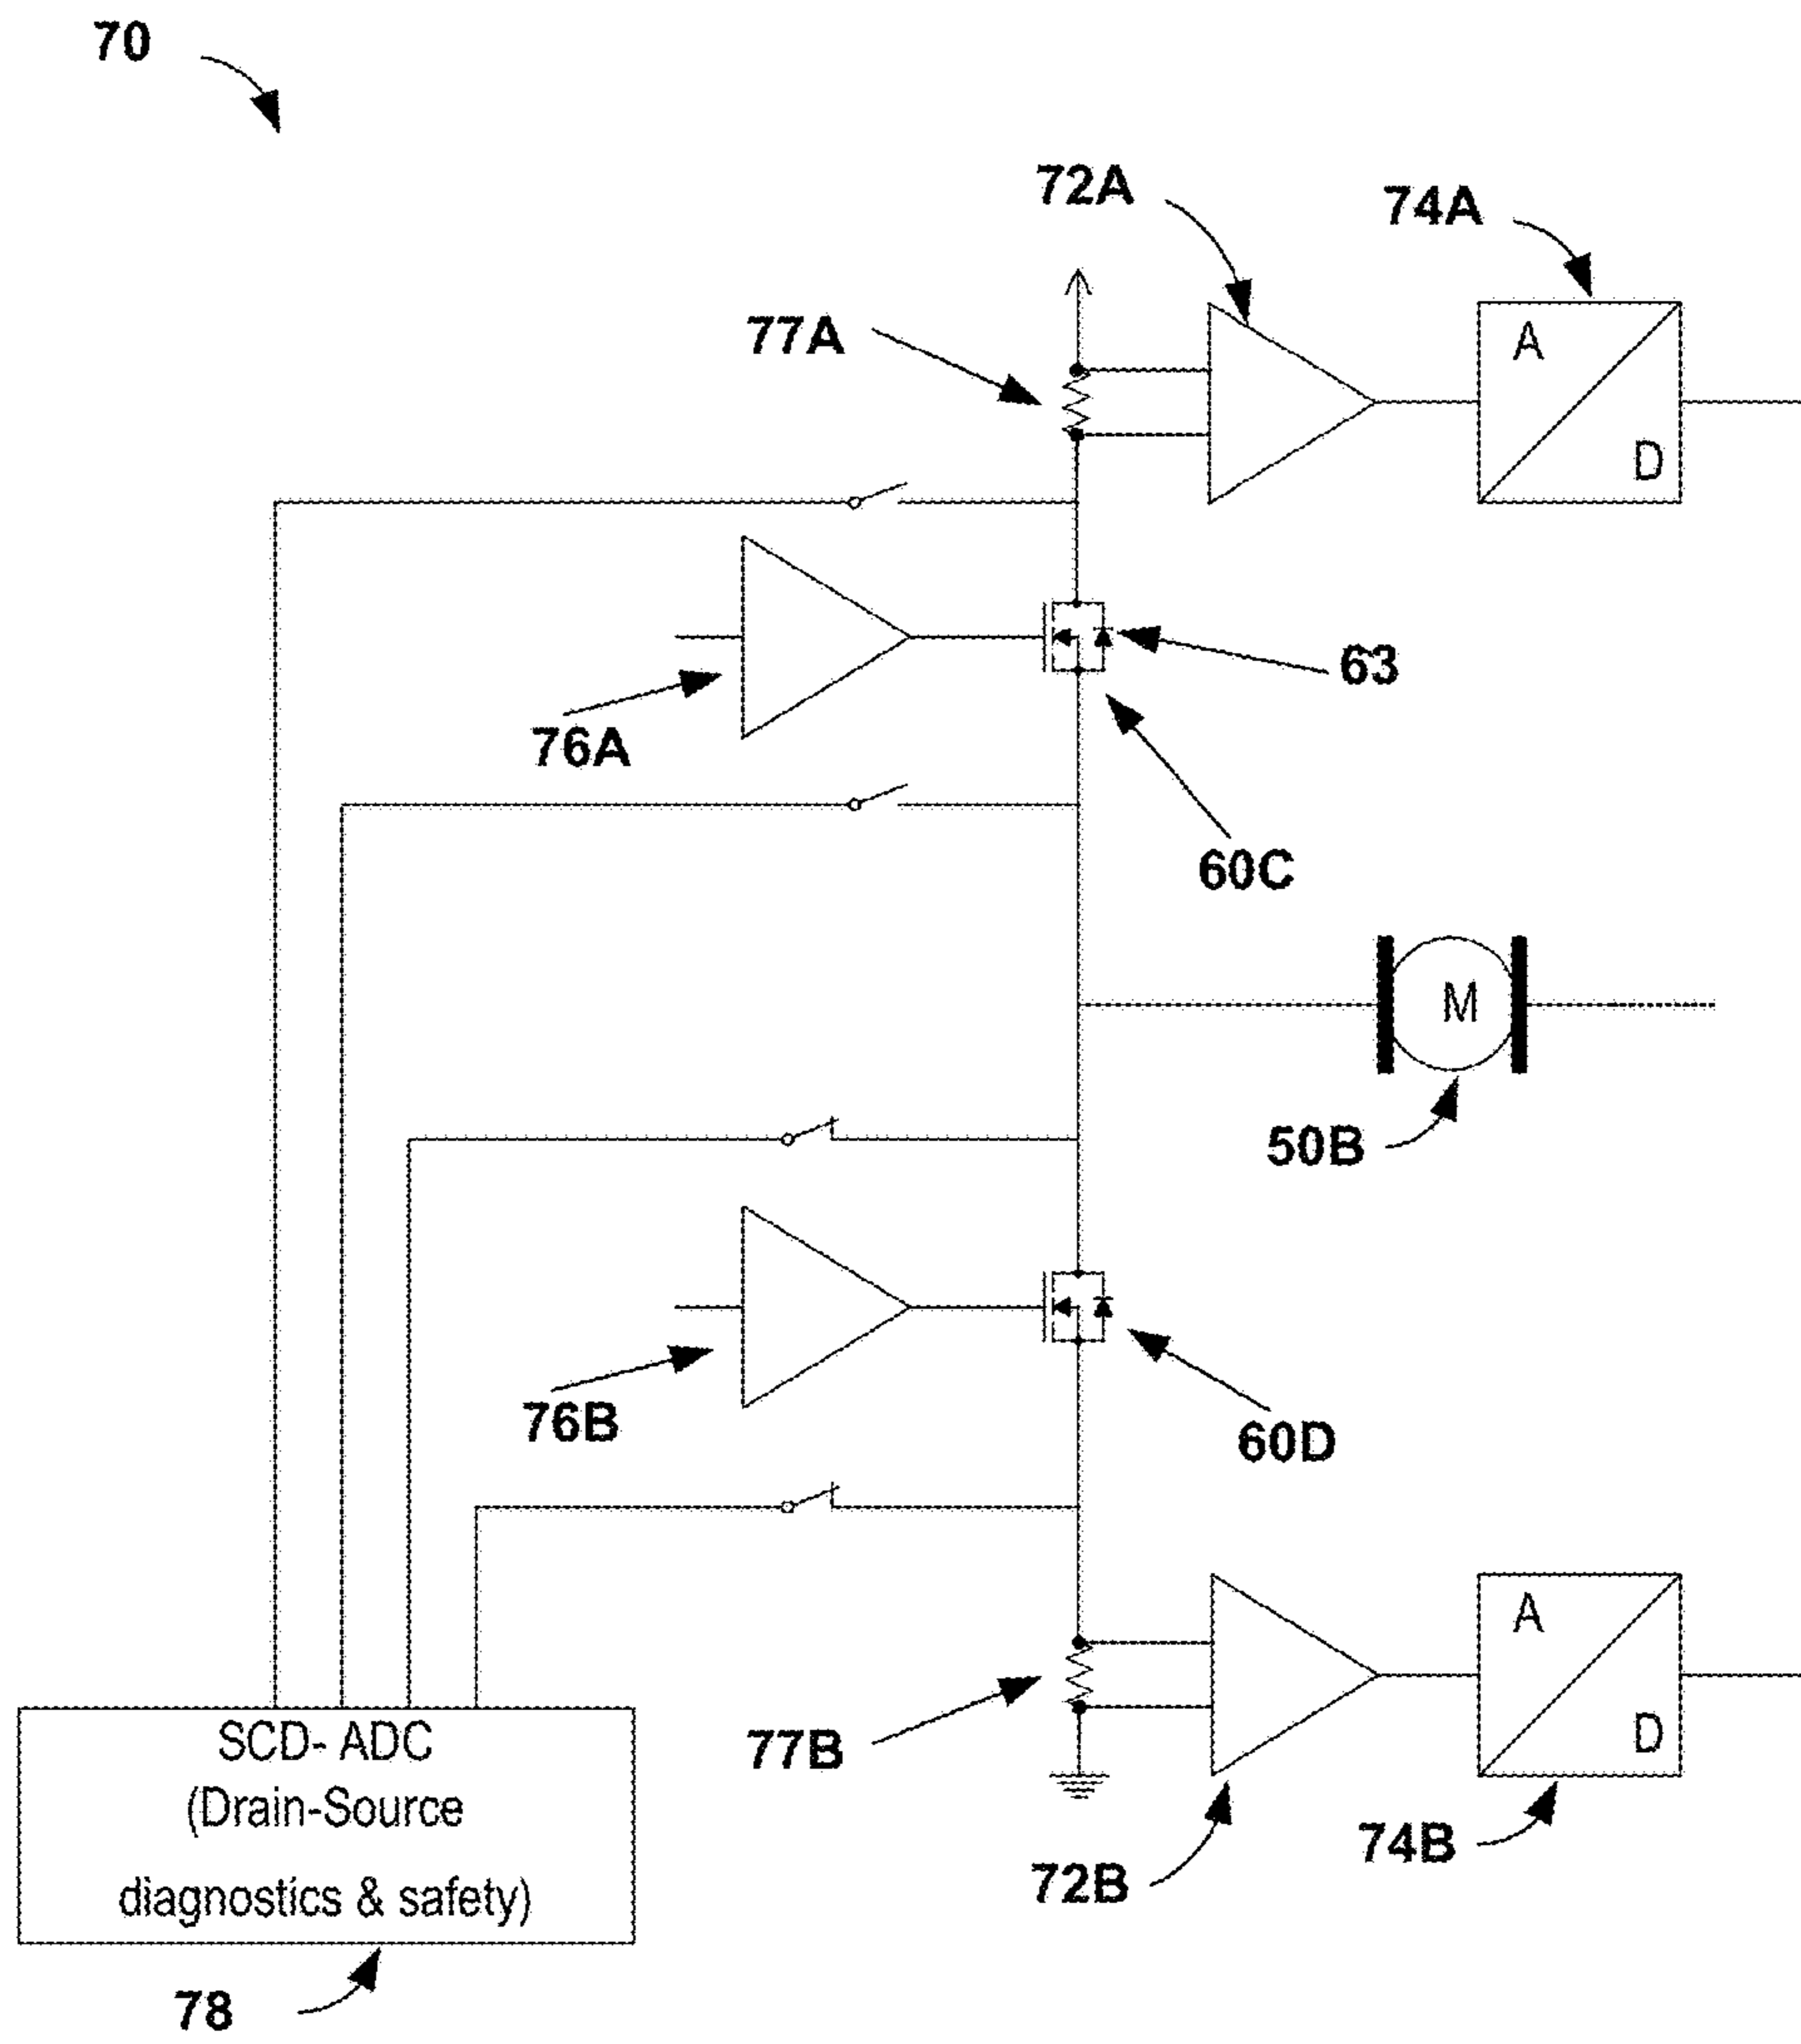 70
72A
74A
77A
A
D
63
76A
60C
M
50B
76B
60D
A
D
77B
SCD- ADC
(Drain-Source
diagnostics & safety)
74B
72B
78